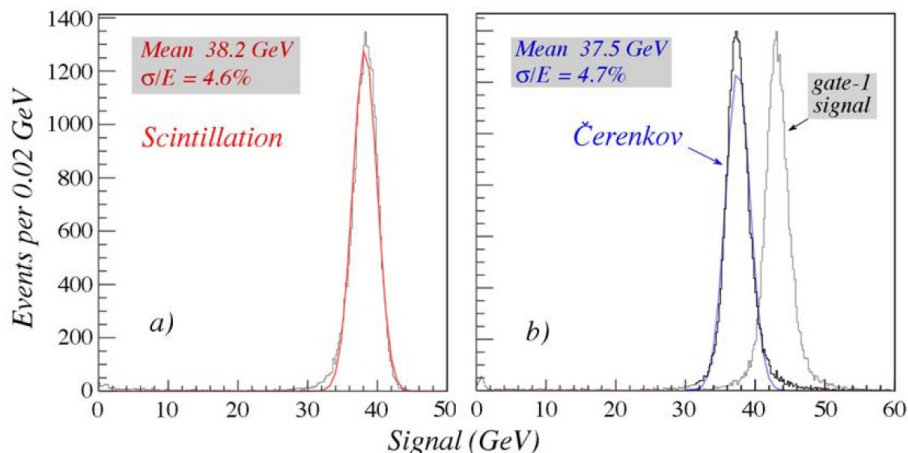 Events per 0.02 GeV
1400
1200
1000
800
600
400
200
0
Mean 38.2 GeV
σ/E = 4.6%
Scintillation
a)
0 10 20 30 40 50
Mean 37.5 GeV
σ/E = 4.7%
Čerenkov
gate-1
signal
b)
0 10 20 30 40 50 60
Signal (GeV)